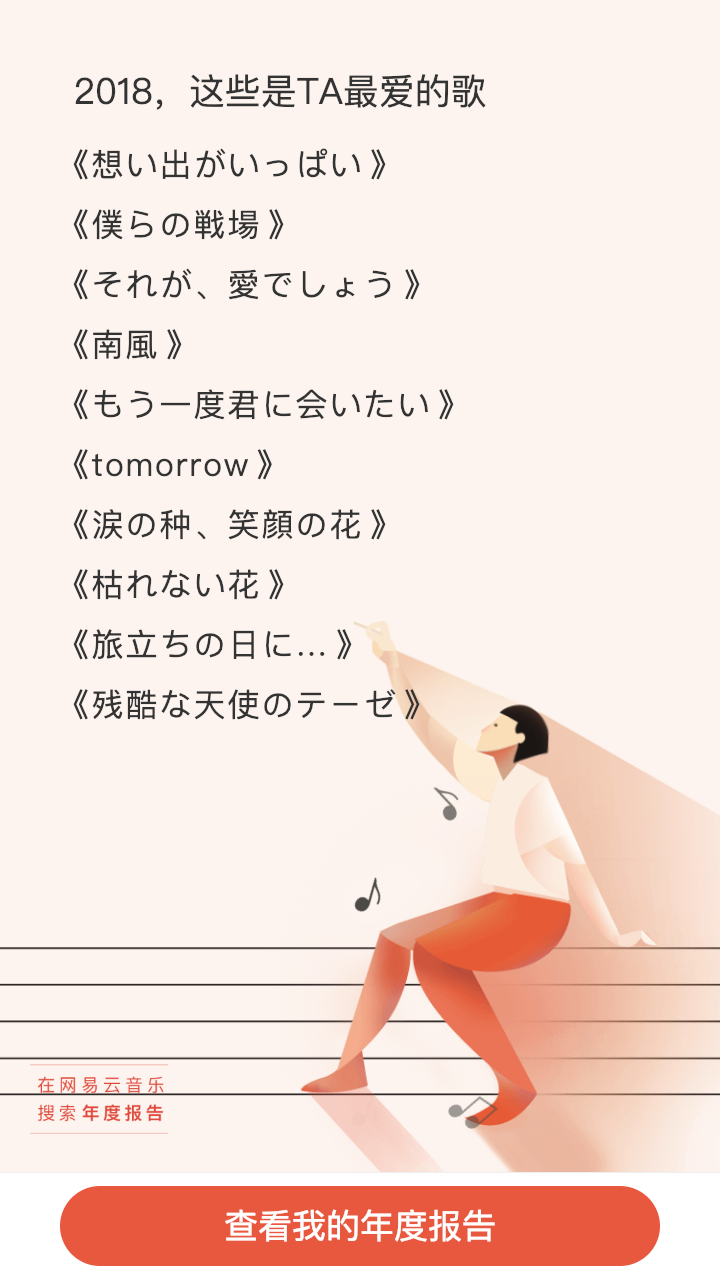 2018，这些是TA最爱的歌
《想い出がいっぱい》
《僕らの戦場》
《それが、愛でしょう》
《南風》
《もう一度君に会いたい》
《tomorrow》
《涙の种、笑顔の花》
《枯れない花》
《旅立ちの日に...》
《残酷な天使のテーゼ》
在网易云音乐
搜索年度报告
查看我的年度报告